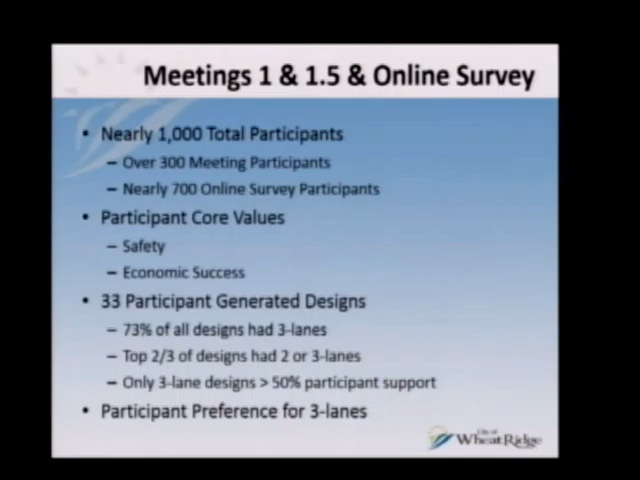 Meetings 1 & 1.5 & Online Survey
• Nearly 1,000 Total Participants
– Over 300 Meeting Participants
– Nearly 700 Online Survey Participants
• Participant Core Values
– Safety
– Economic Success
• 33 Participant Generated Designs
– 73% of all designs had 3-lanes
– Top 2/3 of designs had 2 or 3-lanes
– Only 3-lane designs > 50% participant support
• Participant Preference for 3-lanes
City of
Wheat Ridge